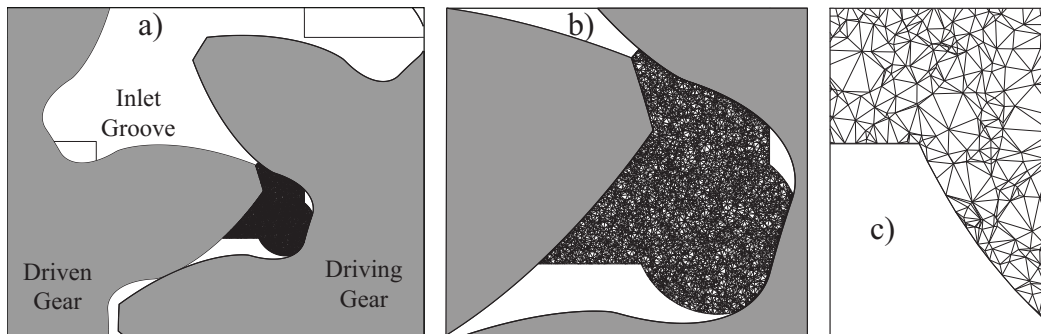 a)
Inlet
Groove
Driven
Gear
Driving
Gear
b)
c)